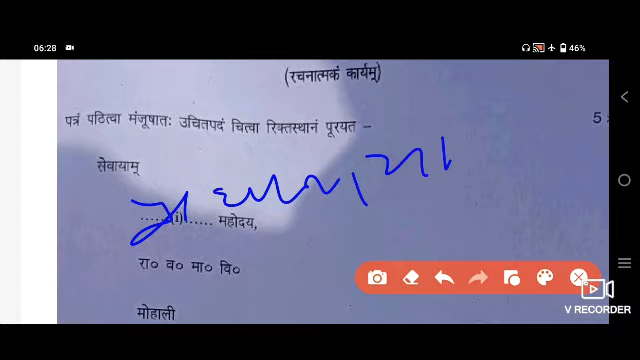 06:28
46%
(रचनात्मकं कार्यम्)
पत्रं पठित्वा मंजूषातः उचितपदं चित्वा रिक्तस्थानं पूरयत –
5
सेवायाम्
......(i)...... महोदय,
रा० व० मा० वि०
मोहाली
V RECORDER